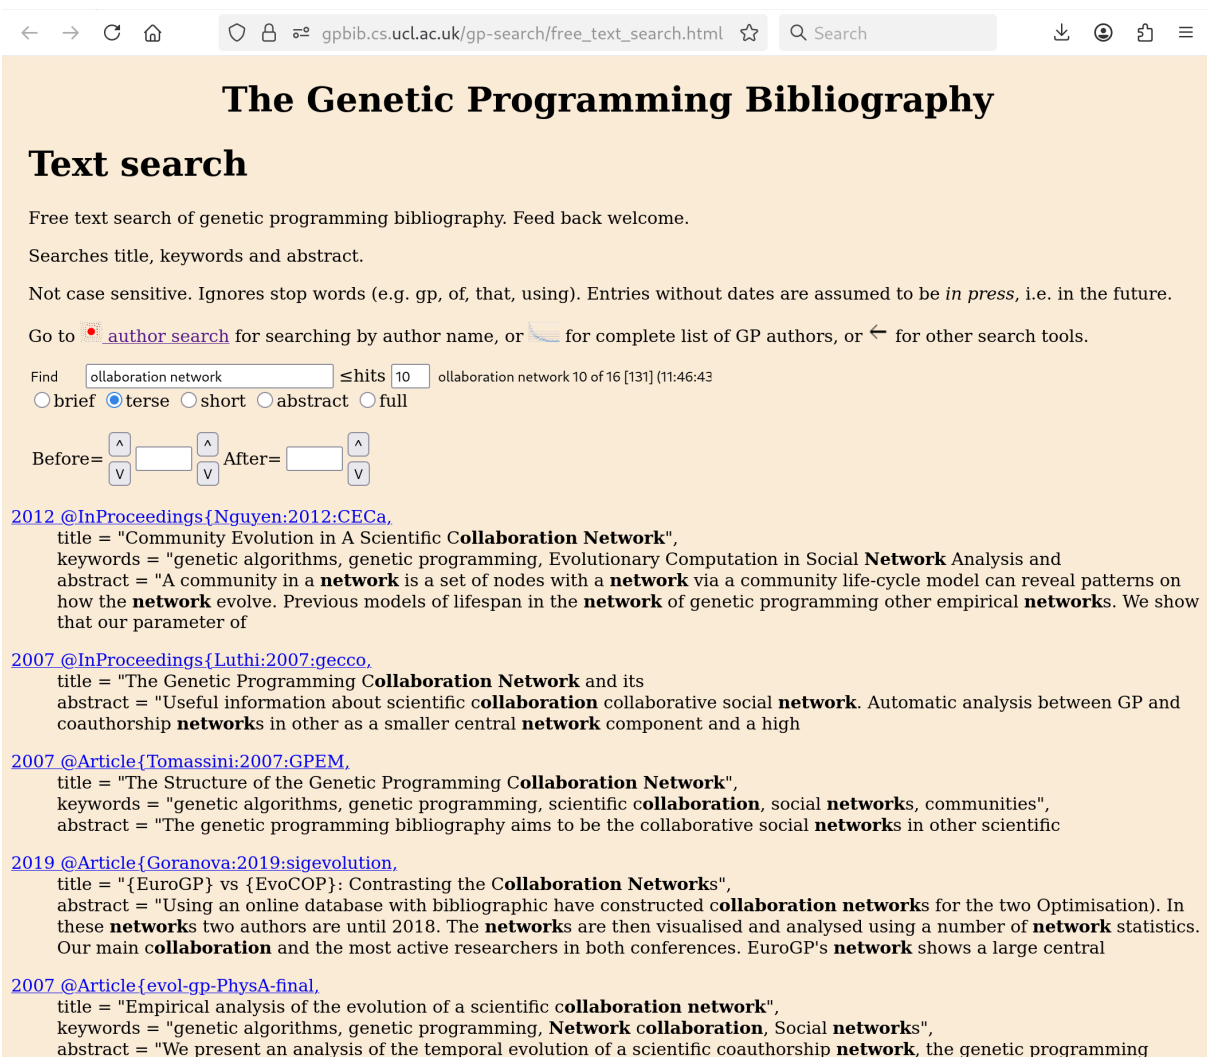 gpbib.cs.ucl.ac.uk/gp-search/free_text_search.html Search
The Genetic Programming Bibliography
Text search
Free text search of genetic programming bibliography. Feed back welcome.
Searches title, keywords and abstract.
Not case sensitive. Ignores stop words (e.g. gp, of, that, using). Entries without dates are assumed to be in press, i.e. in the future.
Go to author search for searching by author name, or for complete list of GP authors, or for other search tools.
Find ollaboration network ≤hits 10 ollaboration network 10 of 16 [131] (11:46:43
brief terse short abstract full
^ ^ ^
Before= After=
V V V
2012 @InProceedings{Nguyen:2012:CECa,
title = "Community Evolution in A Scientific Collaboration Network",
keywords = "genetic algorithms, genetic programming, Evolutionary Computation in Social Network Analysis and
abstract = "A community in a network is a set of nodes with a network via a community life-cycle model can reveal patterns on
how the network evolve. Previous models of lifespan in the network of genetic programming other empirical networks. We show
that our parameter of
2007 @InProceedings{Luthi:2007:gecco,
title = "The Genetic Programming Collaboration Network and its
abstract = "Useful information about scientific collaboration collaborative social network. Automatic analysis between GP and
coauthorship networks in other as a smaller central network component and a high
2007 @Article{Tomassini:2007:GPEM,
title = "The Structure of the Genetic Programming Collaboration Network",
keywords = "genetic algorithms, genetic programming, scientific collaboration, social networks, communities",
abstract = "The genetic programming bibliography aims to be the collaborative social networks in other scientific
2019 @Article{Goranova:2019:sigevolution,
title = "{EuroGP} vs {EvoCOP}: Contrasting the Collaboration Networks",
abstract = "Using an online database with bibliographic have constructed collaboration networks for the two Optimisation). In
these networks two authors are until 2018. The networks are then visualised and analysed using a number of network statistics.
Our main collaboration and the most active researchers in both conferences. EuroGP's network shows a large central
2007 @Article{evol-gp-PhysA-final,
title = "Empirical analysis of the evolution of a scientific collaboration network",
keywords = "genetic algorithms, genetic programming, Network collaboration, Social networks",
abstract = "We present an analysis of the temporal evolution of a scientific coauthorship network, the genetic programming